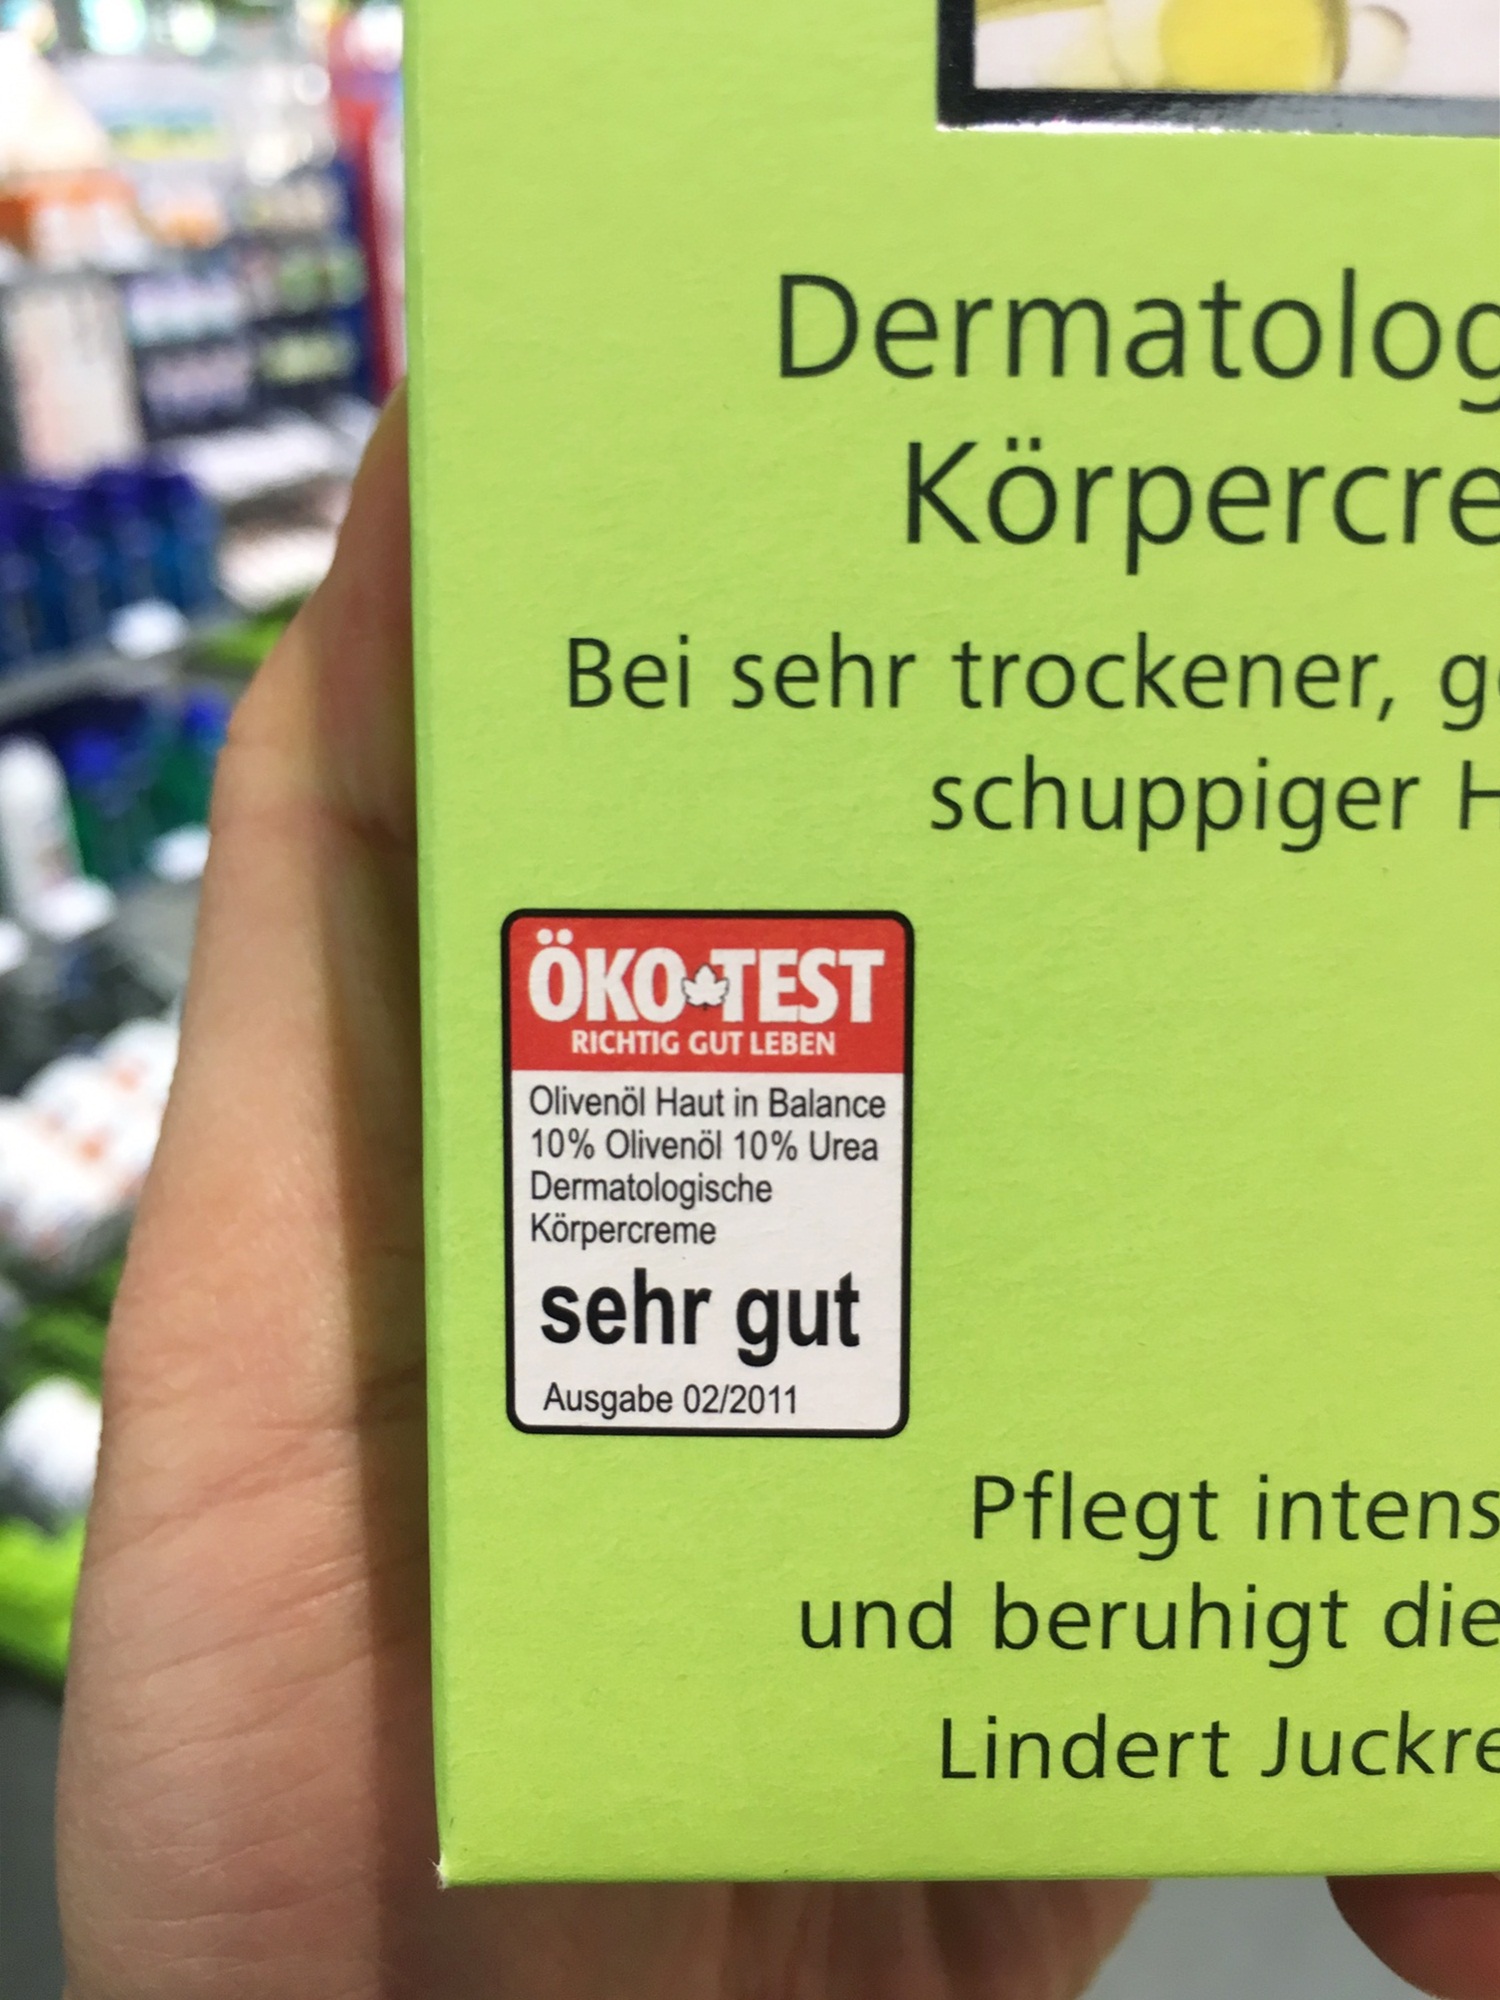 Dermatolog
Körpercre
Bei sehr trockener, g
schuppiger H
ÖKO TEST
RICHTIG GUT LEBEN
Olivenöl Haut in Balance
10% Olivenöl 10% Urea
Dermatologische
Körpercreme
sehr gut
Ausgabe 02/2011
Pflegt intens
und beruhigt die
Lindert Juckre